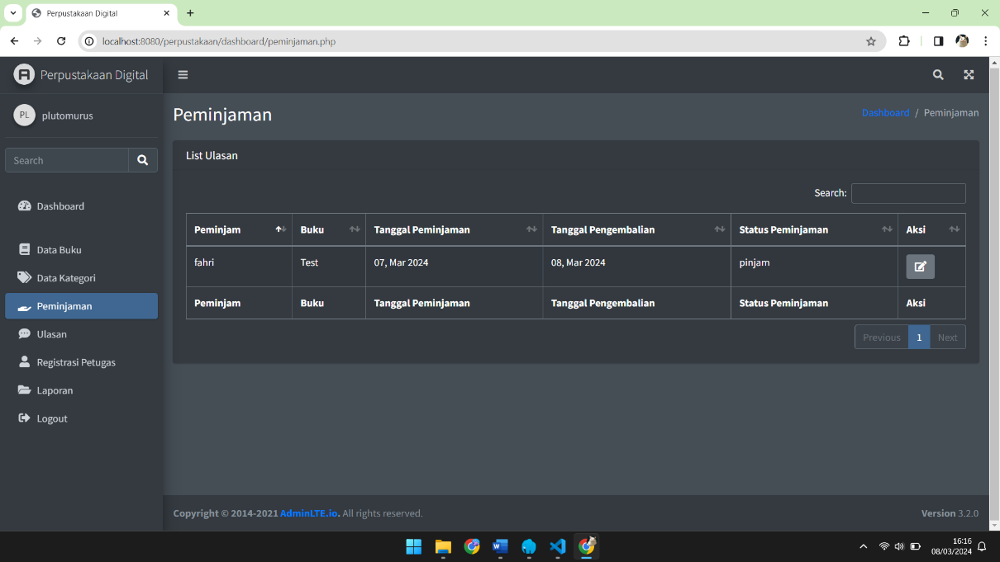 Perpustakaan Digital
localhost:8080/perpustakaan/dashboard/peminjaman.php
Perpustakaan Digital
PL plutomurus
Search
Dashboard
Data Buku
Data Kategori
Peminjaman
Ulasan
Registrasi Petugas
Laporan
Logout
Peminjaman
Dashboard / Peminjaman
List Ulasan
Search:
Peminjam Buku Tanggal Peminjaman Tanggal Pengembalian Status Peminjaman Aksi
fahri Test 07, Mar 2024 08, Mar 2024 pinjam
Peminjam Buku Tanggal Peminjaman Tanggal Pengembalian Status Peminjaman Aksi
Previous 1 Next
Copyright © 2014-2021 AdminLTE.io. All rights reserved.
Version 3.2.0
16:16
08/03/2024